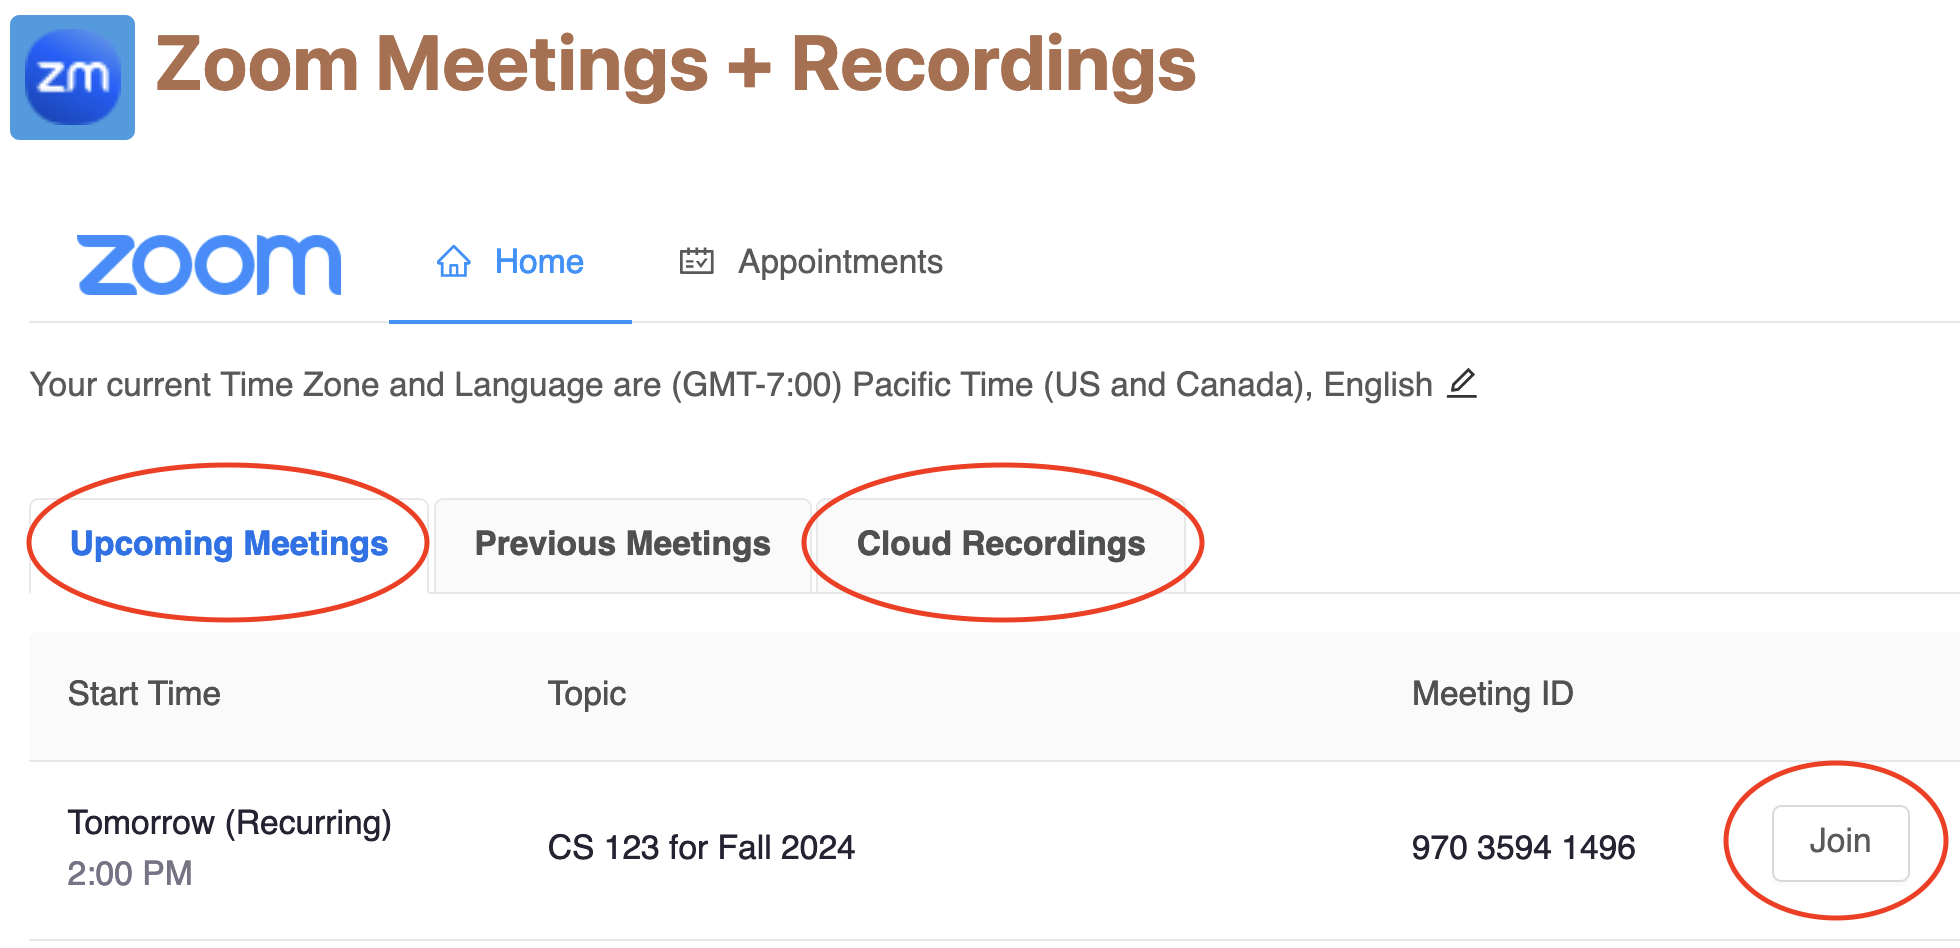 zm Zoom Meetings + Recordings
zoom Home Appointments
Your current Time Zone and Language are (GMT-7:00) Pacific Time (US and Canada), English
Upcoming Meetings Previous Meetings Cloud Recordings
Start Time Topic Meeting ID
Tomorrow (Recurring)
2:00 PM
CS 123 for Fall 2024 970 3594 1496 Join